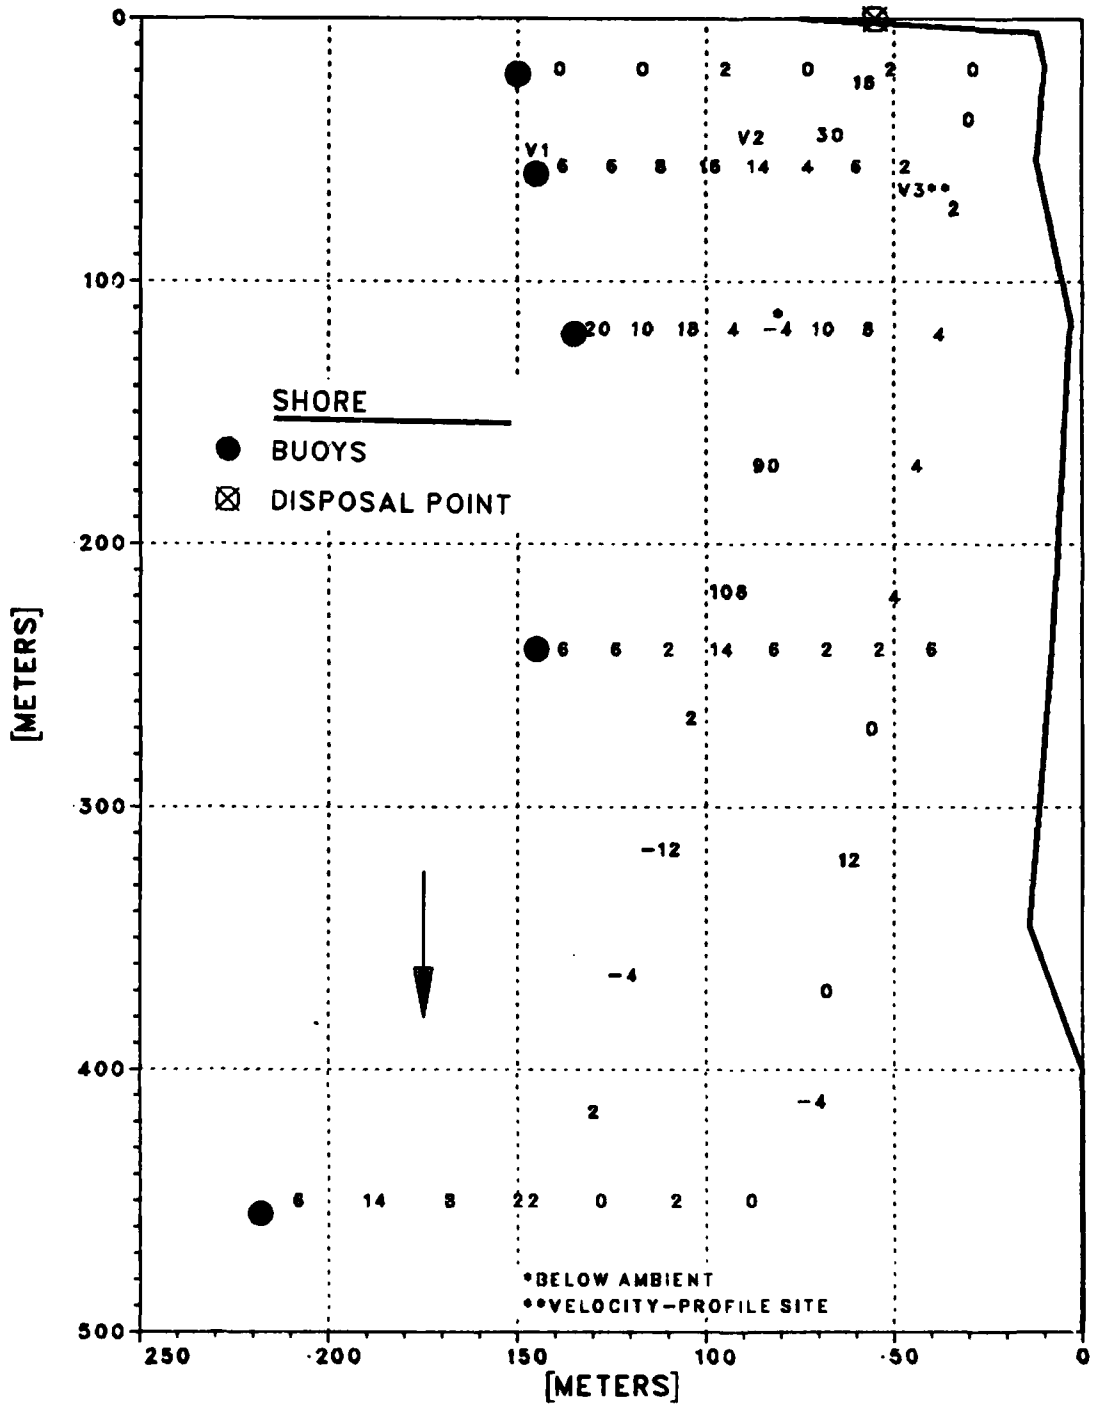 0
0 0 2 0 2 0
18
0
V2 30
V1
6 6 8 16 14 4 6 2
V3**
2
100
*
20 10 18 4 -4 10 8 4
SHORE
BUOYS
90 4
DISPOSAL POINT
200
108 4
6 6 2 14 6 2 2 6
2 0
[METERS]
300
-12 12
-4 0
400
2 -4
6 14 8 22 0 2 0
*BELOW AMBIENT
**VELOCITY-PROFILE SITE
500
250 200 150 100 50 0
[METERS]